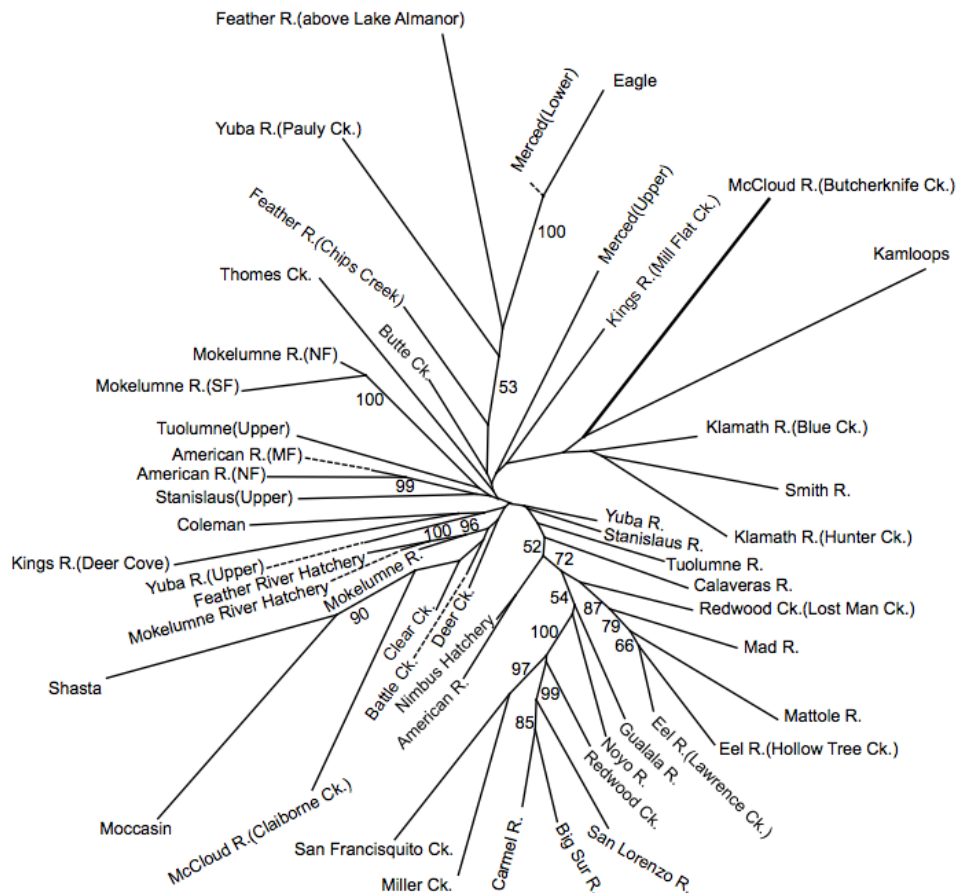 Feather R.(above Lake Almanor)
Eagle
Merced(Lower)
Yuba R.(Pauly Ck.)
McCloud R.(Butcherknife Ck.)
Merced(Upper)
Feather R.(Chips Creek)
100
Kings R.(Mill Flat Ck.)
Kamloops
Thomes Ck.
Butte Ck.
Mokelumne R.(NF)
Mokelumne R.(SF)
53
100
Klamath R.(Blue Ck.)
Tuolumne(Upper)
American R.(MF)
American R.(NF)
99
Smith R.
Stanislaus(Upper)
Coleman
Yuba R.
Stanislaus R.
Klamath R.(Hunter Ck.)
100
96
Kings R.(Deer Cove)
52
72
Tuolumne R.
Yuba R.(Upper)
Feather River Hatchery
Mokelumne River Hatchery
Mokelumne R.
Calaveras R.
54
87
Redwood Ck.(Lost Man Ck.)
90
79
100
66
Mad R.
Clear Ck.
Deer Ck.
Battle Ck.
Nimbus Hatchery
American R.
97
99
85
Shasta
Mattole R.
Eel R.(Hollow Tree Ck.)
Eel R.(Lawrence Ck.)
Gualala R.
Noyo R.
Redwood Ck.
Moccasin
McCloud R.(Claiborne Ck.)
San Francisquito Ck.
Miller Ck.
Carmel R.
Big Sur R.
San Lorenzo R.